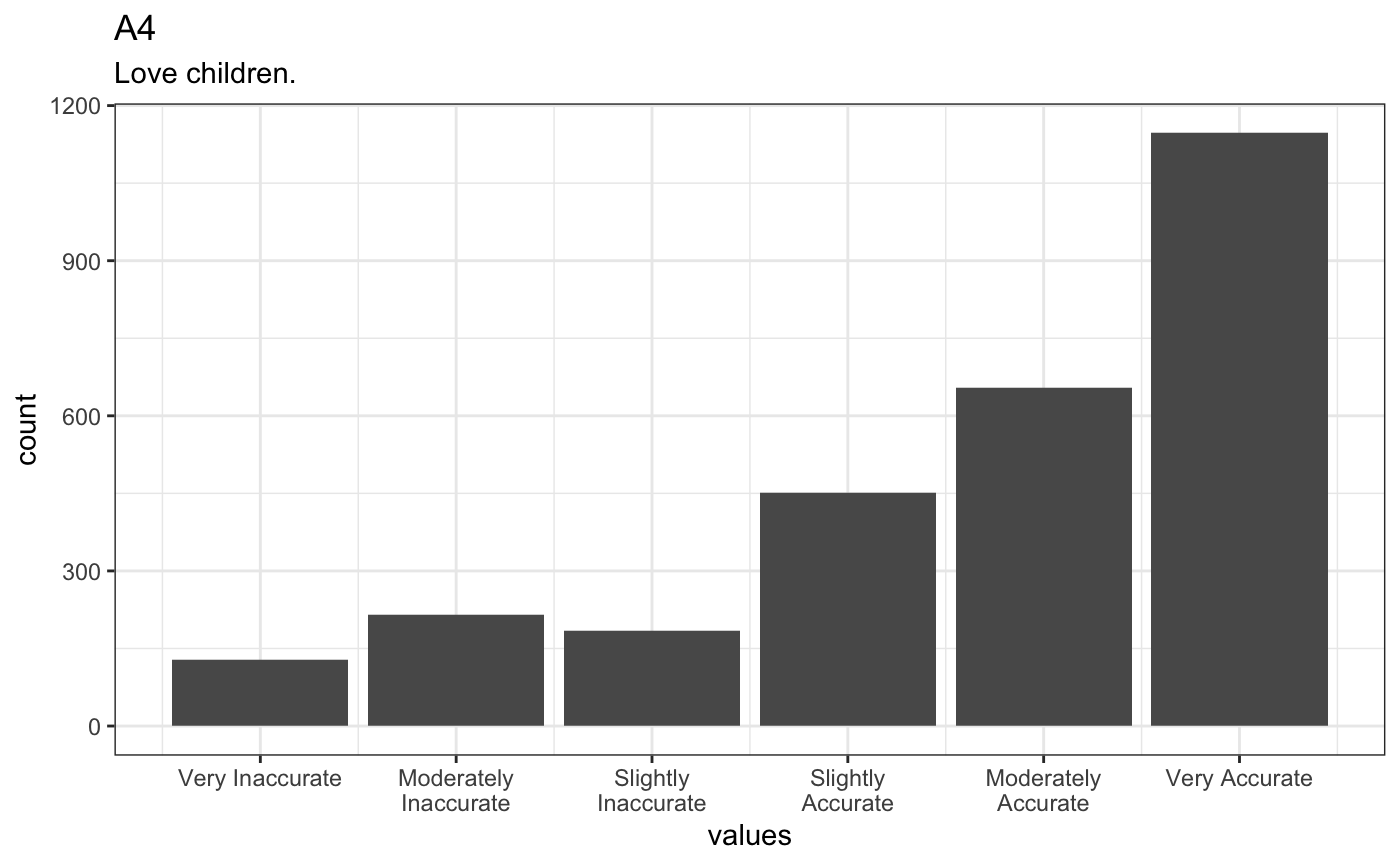 A4
Love children.
1200
900
600
300
0
count
Very Inaccurate
Moderately
Inaccurate
Slightly
Inaccurate
Slightly
Accurate
Moderately
Accurate
Very Accurate
values